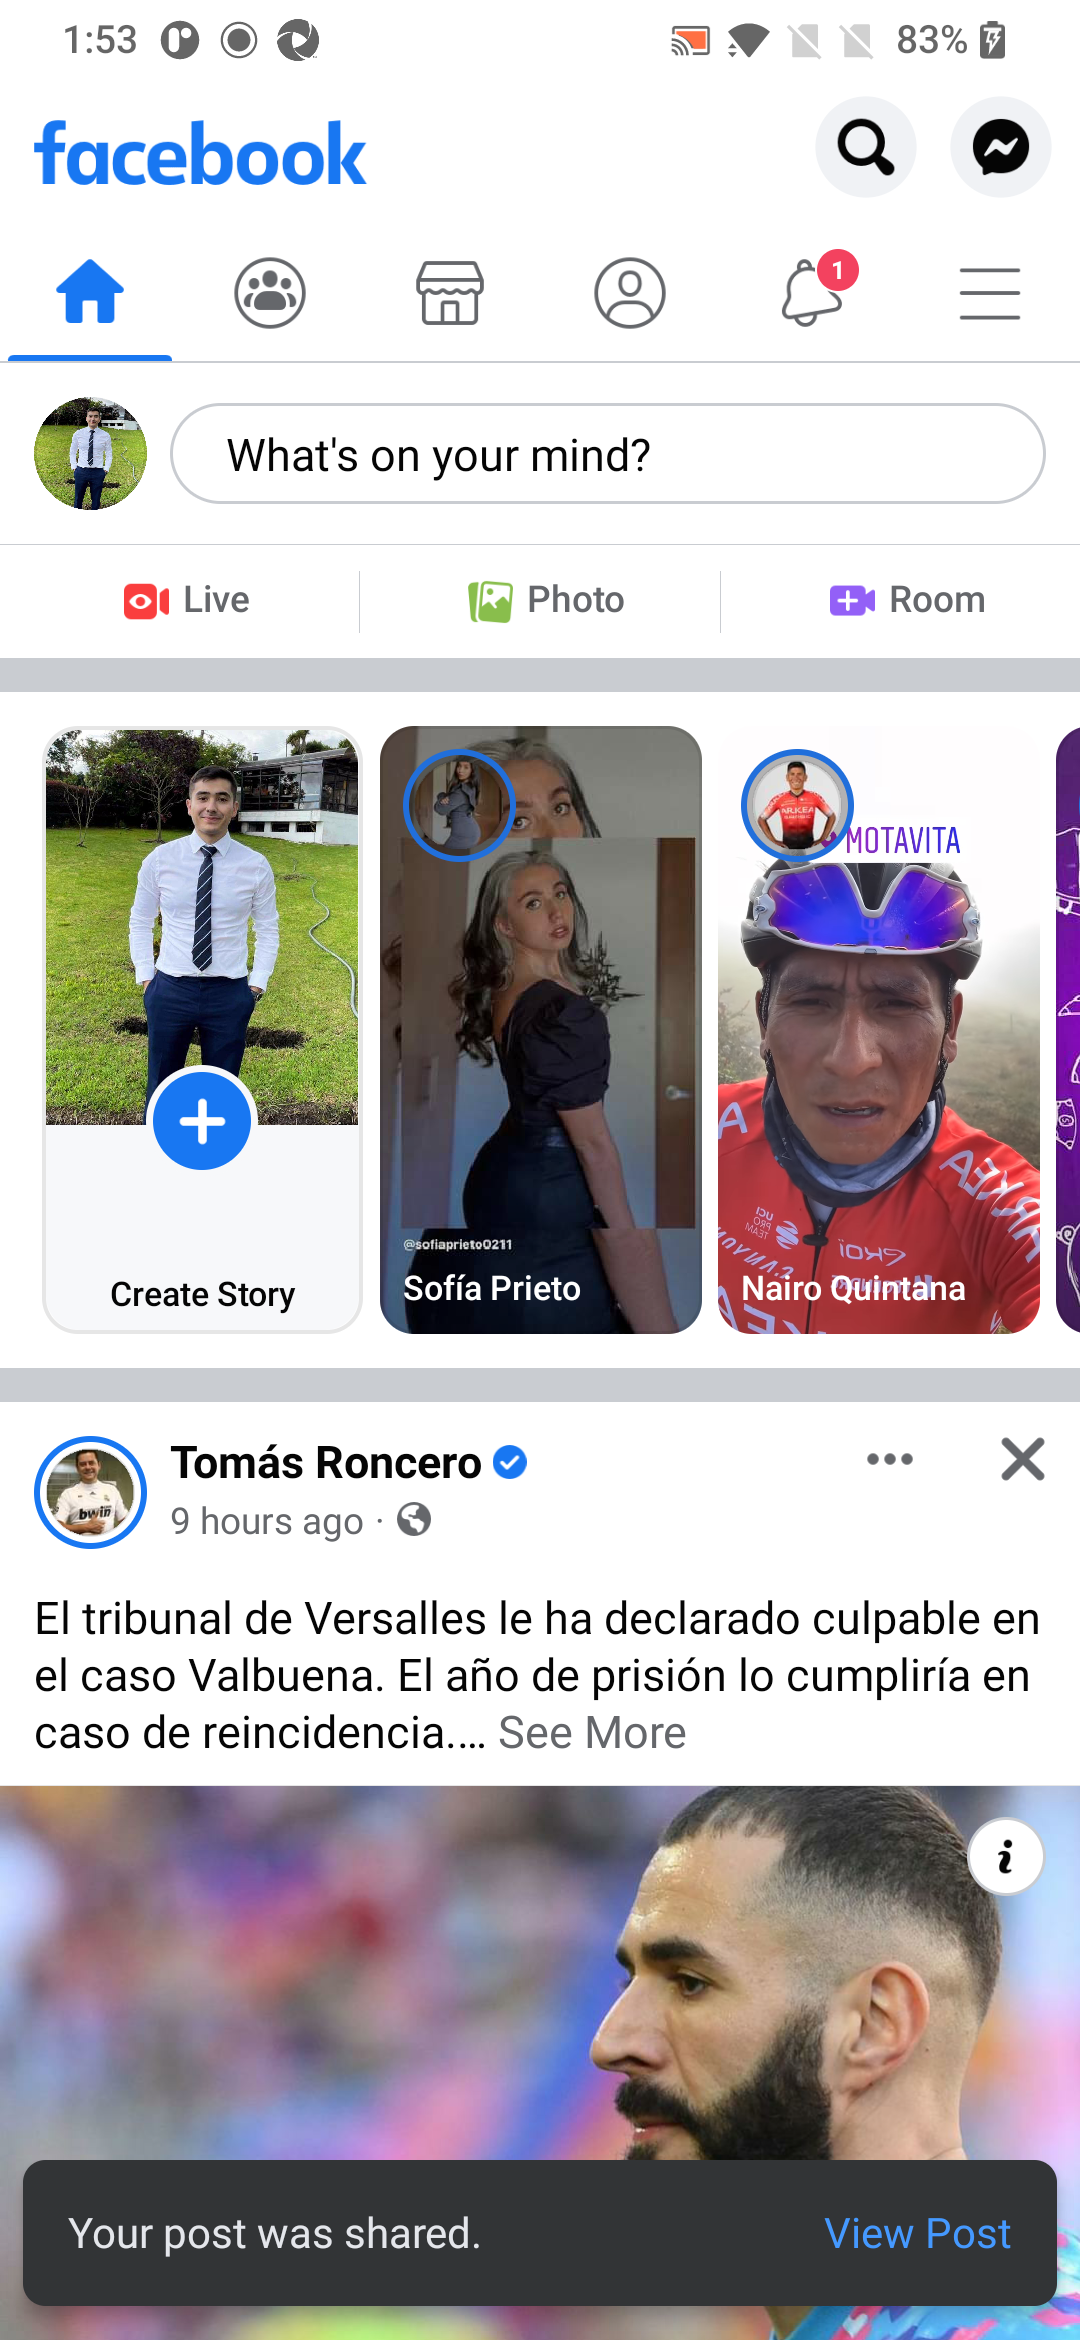 1:53
83%
facebook
1
What's on your mind?
Live
Photo
Room
MOTAVITA
ARKEA
@sofiaprieto0211
Create Story
Sofía Prieto
Nairo Quintana
Tomás Roncero
9 hours ago ·
bwin
El tribunal de Versalles le ha declarado culpable en
el caso Valbuena. El año de prisión lo cumpliría en
caso de reincidencia.... See More
Your post was shared.
View Post